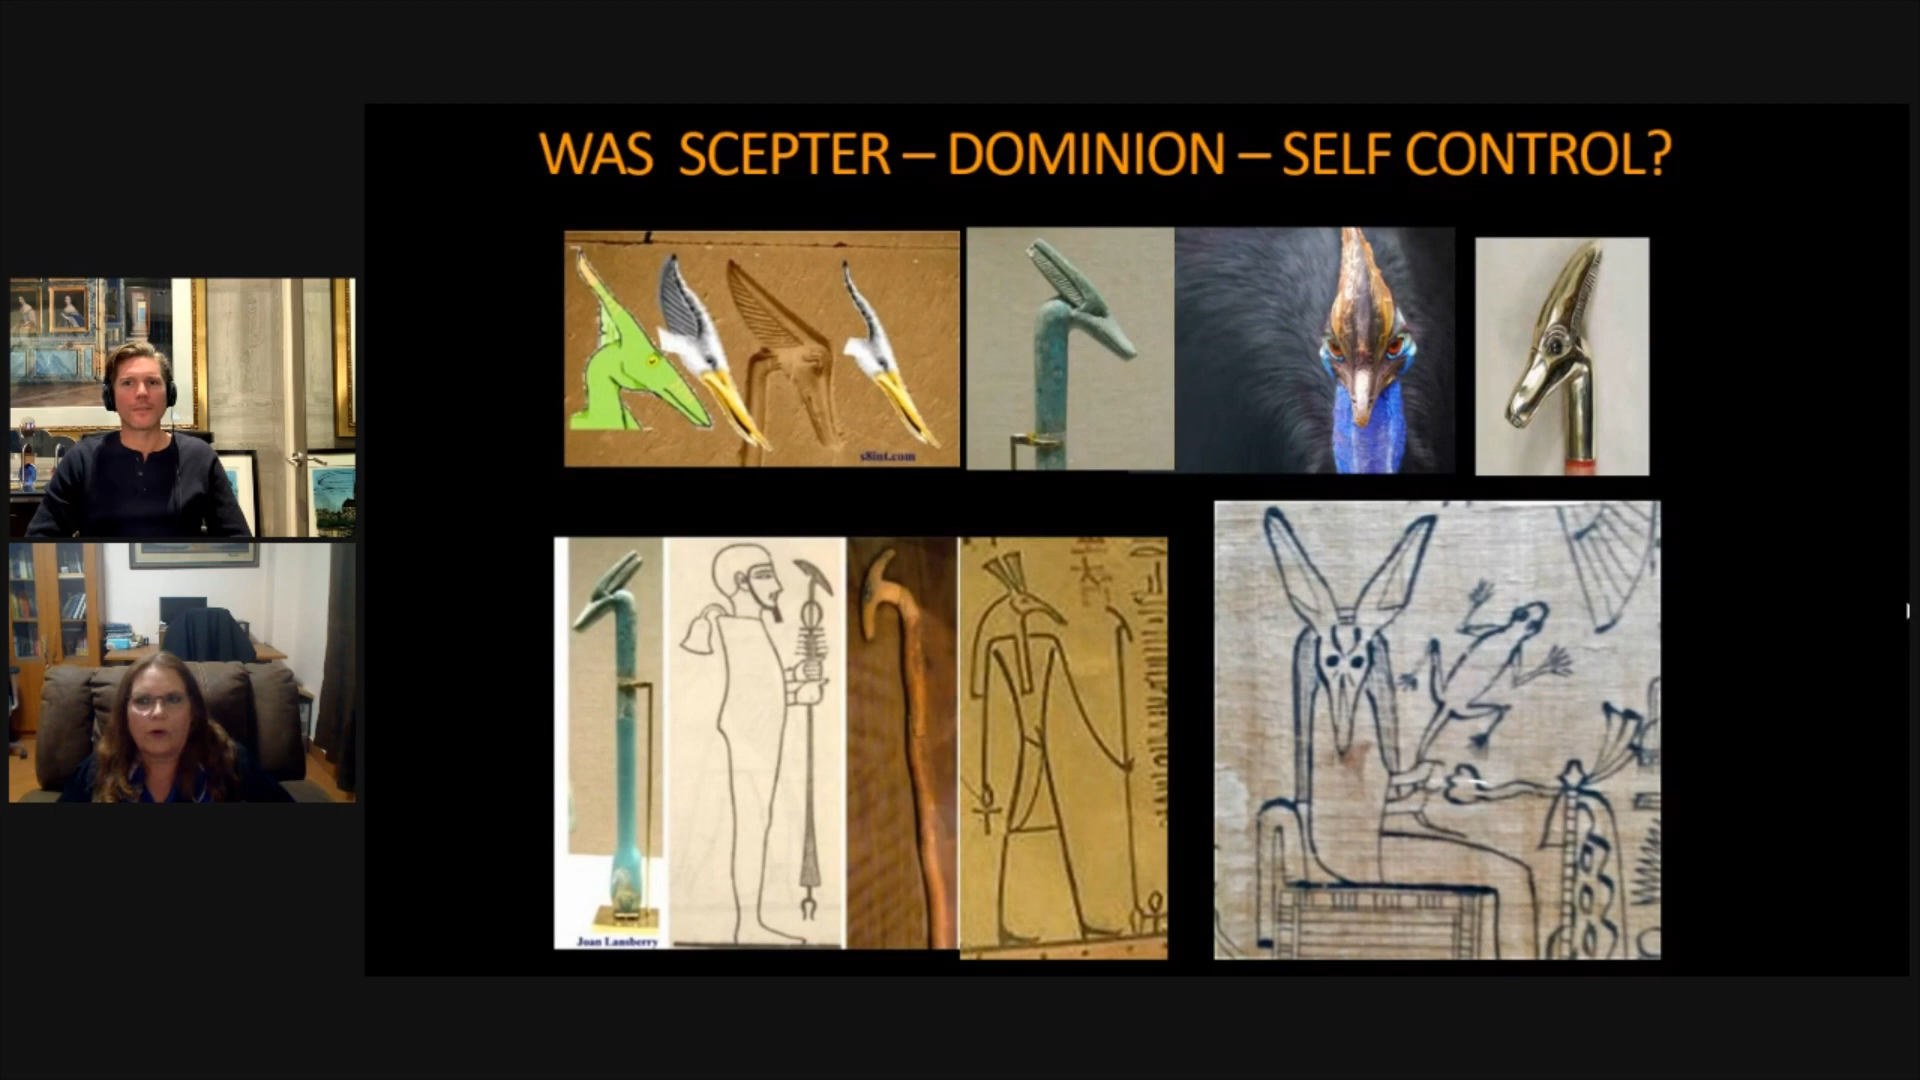 WAS SCEPTER – DOMINION – SELF CONTROL?
s8int.com
Joan Lansberry